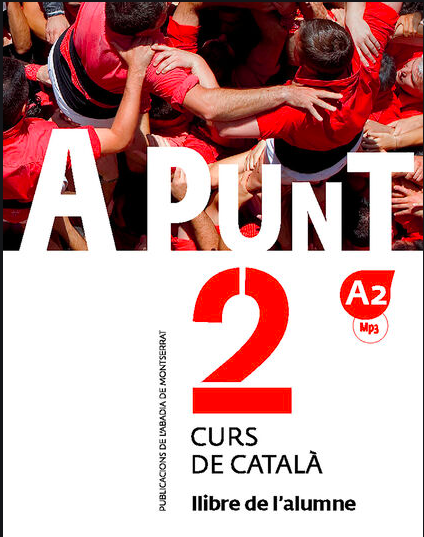 A PUNT
2
A2
Mp3
PUBLICACIONS DE L'ABADIA DE MONTSERRAT
CURS
DE CATALÀ
llibre de l'alumne